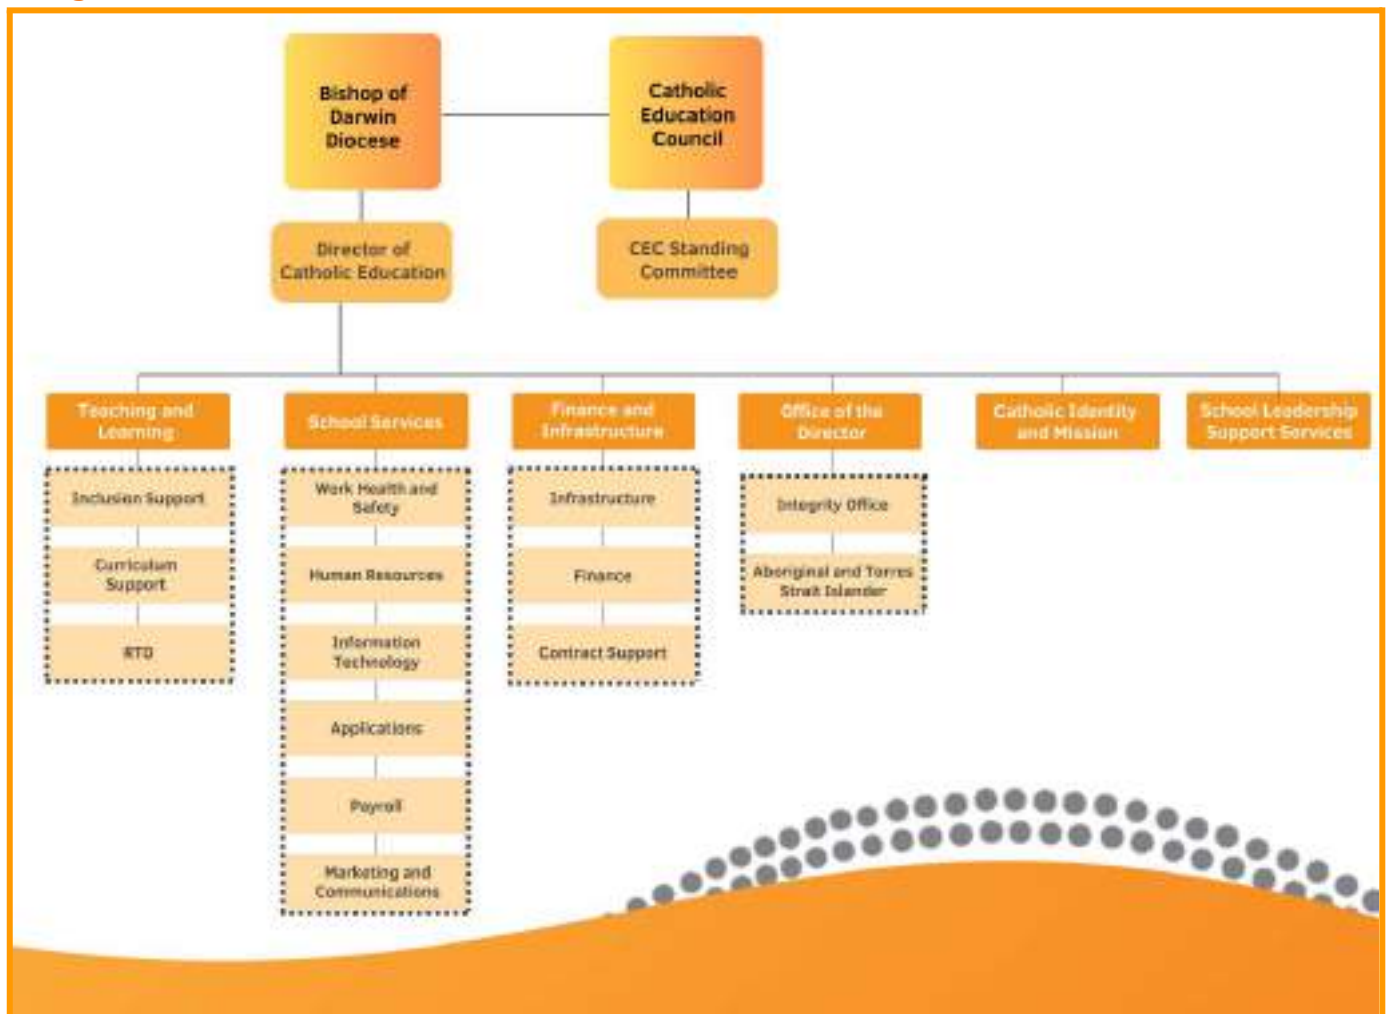 Bishop of
Darwin
Diocese
Catholic
Education
Council
Director of
Catholic Education
CEC Standing
Committee
Teaching and
Learning
School Services
Finance and
Infrastructure
Office of the
Director
Catholic Identity
and Mission
School Leadership
Support Services
Inclusion Support
Curriculum
Support
RTO
Work Health and
Safety
Human Resources
Information
Technology
Applications
Payroll
Marketing and
Communications
Infrastructure
Finance
Contract Support
Integrity Office
Aboriginal and Torres
Strait Islander